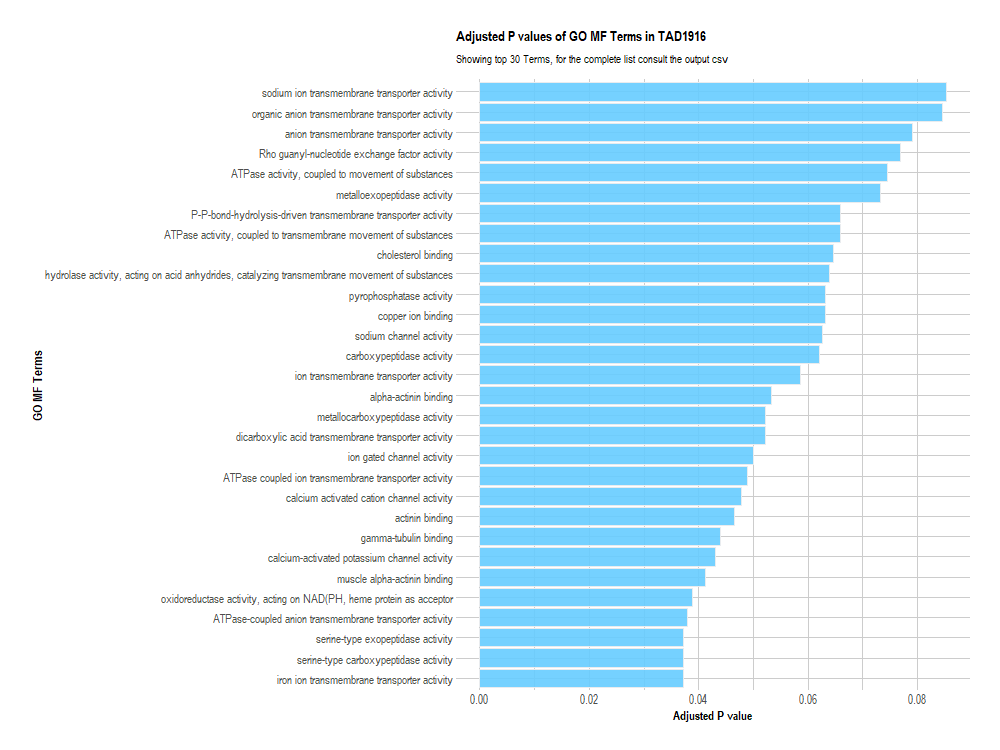 Adjusted P values of GO MF Terms in TAD1916
Showing top 30 Terms, for the complete list consult the output csv
GO MF Terms
sodium ion transmembrane transporter activity
organic anion transmembrane transporter activity
anion transmembrane transporter activity
Rho guanyl-nucleotide exchange factor activity
ATPase activity, coupled to movement of substances
metalloexopeptidase activity
P-P-bond-hydrolysis-driven transmembrane transporter activity
ATPase activity, coupled to transmembrane movement of substances
cholesterol binding
hydrolase activity, acting on acid anhydrides, catalyzing transmembrane movement of substances
pyrophosphatase activity
copper ion binding
sodium channel activity
carboxypeptidase activity
ion transmembrane transporter activity
alpha-actinin binding
metallocarboxypeptidase activity
dicarboxylic acid transmembrane transporter activity
ion gated channel activity
ATPase coupled ion transmembrane transporter activity
calcium activated cation channel activity
actinin binding
gamma-tubulin binding
calcium-activated potassium channel activity
muscle alpha-actinin binding
oxidoreductase activity, acting on NAD(PH, heme protein as acceptor
ATPase-coupled anion transmembrane transporter activity
serine-type exopeptidase activity
serine-type carboxypeptidase activity
iron ion transmembrane transporter activity
0.00 0.02 0.04 0.06 0.08
Adjusted P value